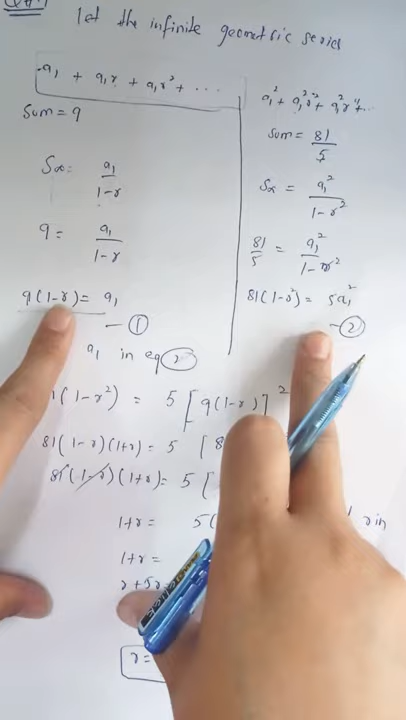 Let the infinite geometric series
a₁ + a₁r + a₁r² + ...
Sum = 9
S∞ = a₁/(1-r)
9 = a₁/(1-r)
9(1-r) = a₁
—①
a₁² + a₁²r² + a₁²r⁴ + ...
Sum = 81/5
S∞ = a₁²/(1-r²)
81/5 = a₁²/(1-r²)
81(1-r²) = 5a₁²
—②
a₁ in eq ②
(1-r²) = 5 [9(1-r)]²
81(1-r)(1+r) = 5 [8
81(1-r)(1+r) = 5 [
1+r = 5(
r in
1+r =
r+5r
r =